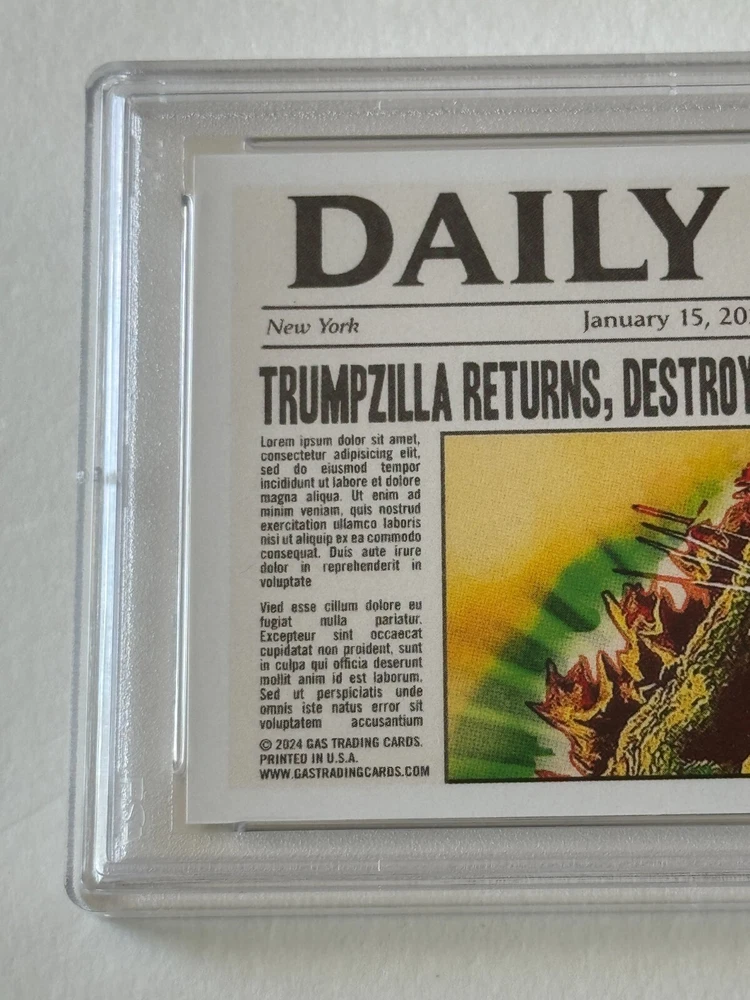 DAILY
New York January 15, 20
TRUMPZILLA RETURNS, DESTROY
Lorem ipsum dolor sit amet,
consectetur adipisicing elit,
sed do eiusmod tempor
incididunt ut labore et dolore
magna aliqua. Ut enim ad
minim veniam, quis nostrud
exercitation ullamco laboris
nisi ut aliquip ex ea commodo
consequat. Duis aute irure
dolor in reprehenderit in
voluptate
Vied esse cillum dolore eu
fugiat nulla pariatur.
Excepteur sint occaecat
cupidatat non proident, sunt
in culpa qui officia deserunt
mollit anim id est laborum.
Sed ut perspiciatis unde
omnis iste natus error sit
voluptatem accusantium
© 2024 GAS TRADING CARDS.
PRINTED IN U.S.A.
WWW.GASTRADINGCARDS.COM